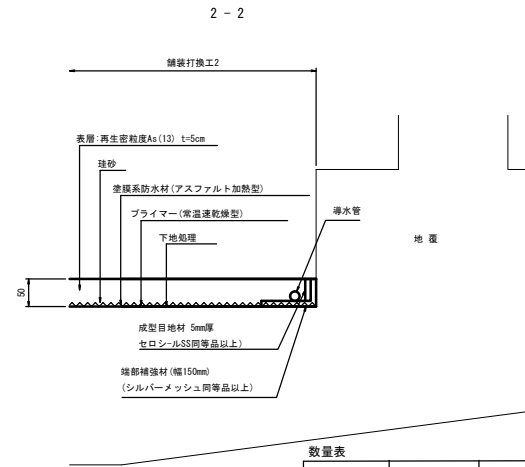 2 - 2
舗装打換工2
表層:再生密粒度As(13) t=5cm
珪砂
塗膜系防水材(アスファルト加熱型)
プライマー(常温速乾燥型)
導水管
下地処理
地 覆
50
成型目地材 5mm厚
セロシールSS同等品以上)
端部補強材(幅150mm)
(シルバーメッシュ同等品以上)
数量表